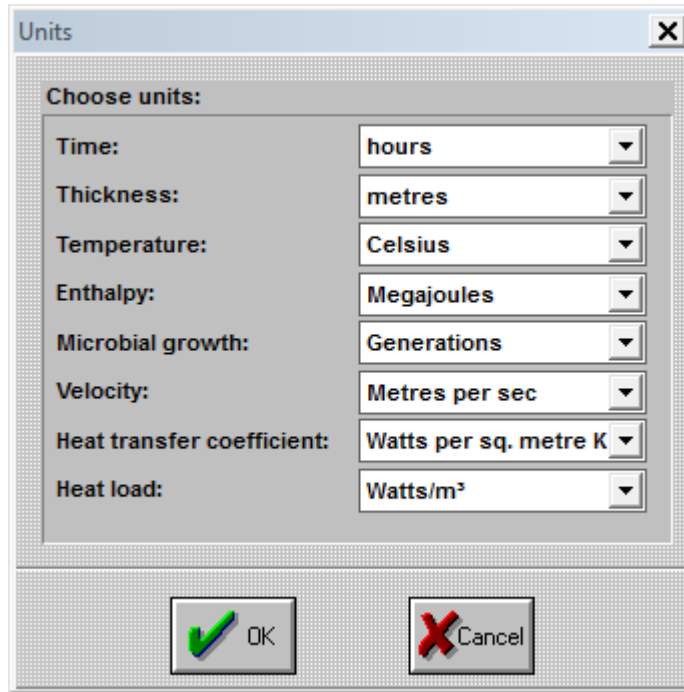 Units
Choose units:
Time: hours
Thickness: metres
Temperature: Celsius
Enthalpy: Megajoules
Microbial growth: Generations
Velocity: Metres per sec
Heat transfer coefficient: Watts per sq. metre K
Heat load: Watts/m³
OK Cancel